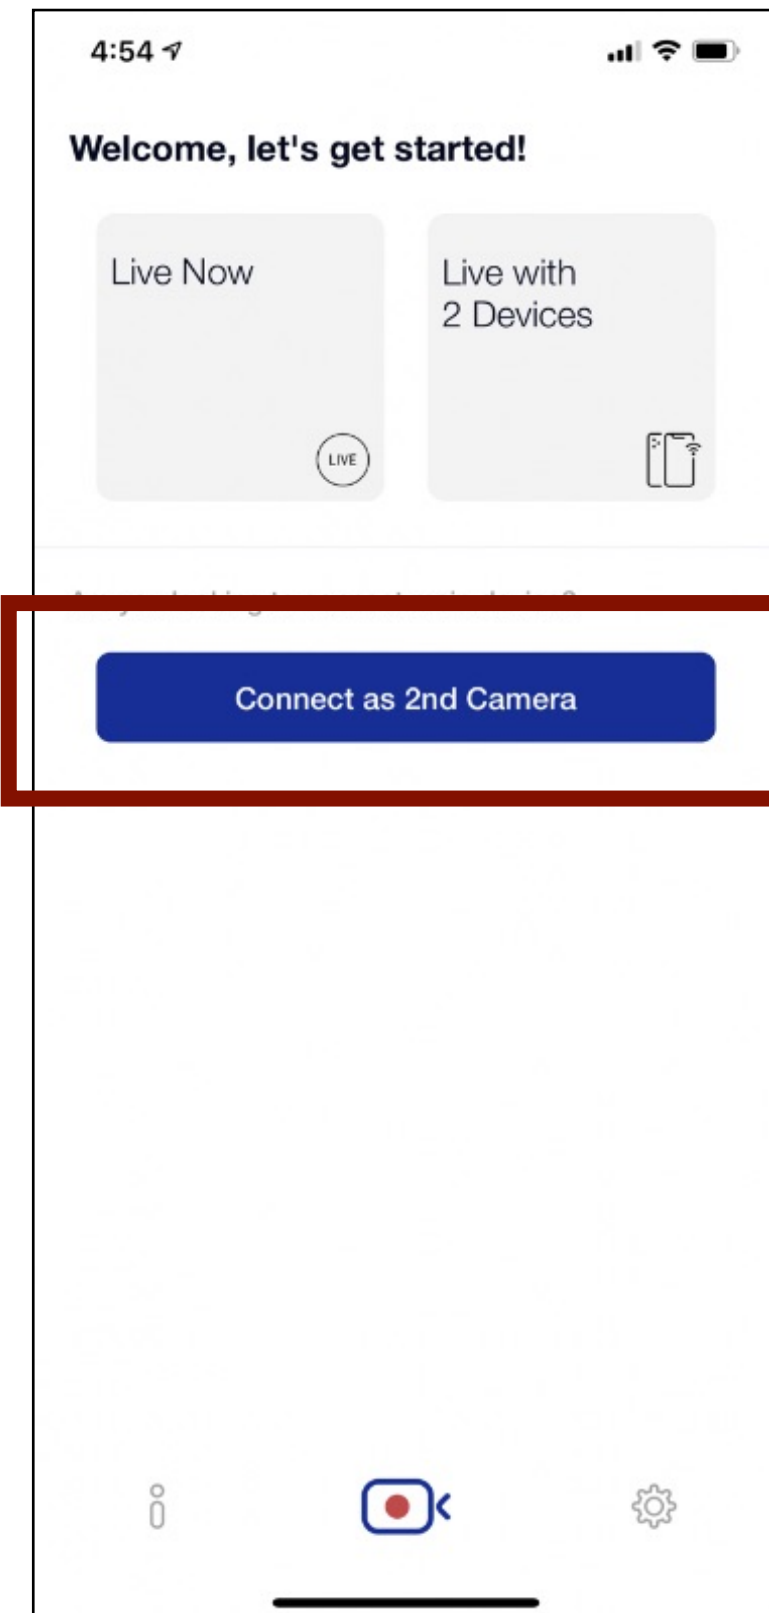 4:54
Welcome, let's get started!
Live Now
Live with
2 Devices
LIVE
Connect as 2nd Camera